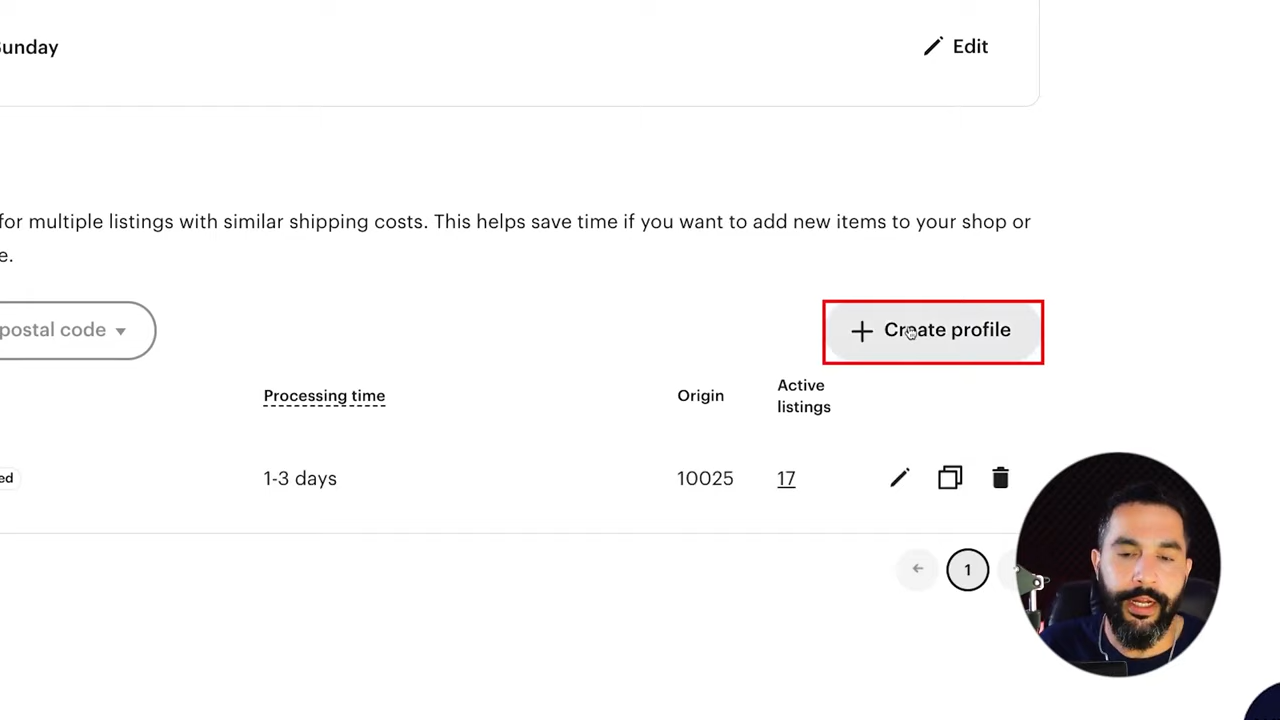 Sunday
Edit
for multiple listings with similar shipping costs. This helps save time if you want to add new items to your shop or
e.
postal code
Create profile
Processing time
Origin
Active
listings
ed
1-3 days
10025
17
1